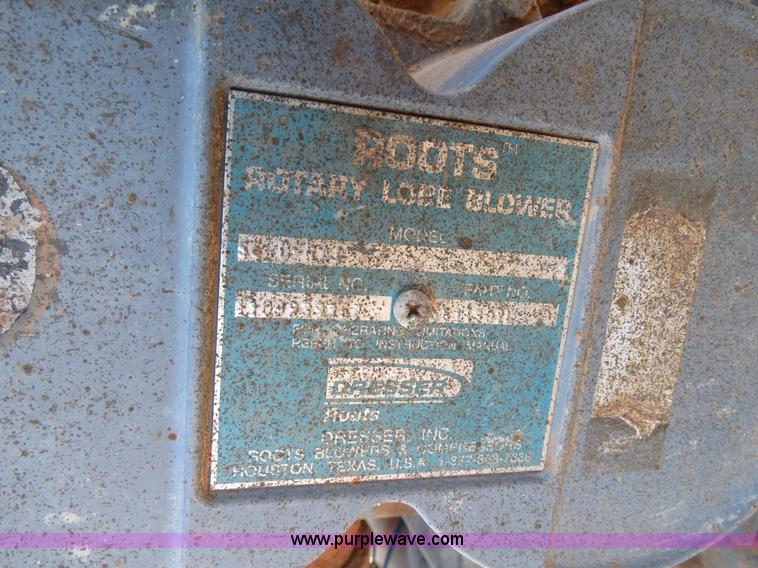 ROOTS™
ROTARY LOBE BLOWER
MODEL
SERIAL NO. PART NO.
FOR OPERATING LIMITATIONS
REFER TO INSTRUCTION MANUAL
DRESSER
Roots
DRESSER, INC.
ROOTS BLOWERS & COMPRESSORS
HOUSTON, TEXAS, U.S.A.
www.purplewave.com